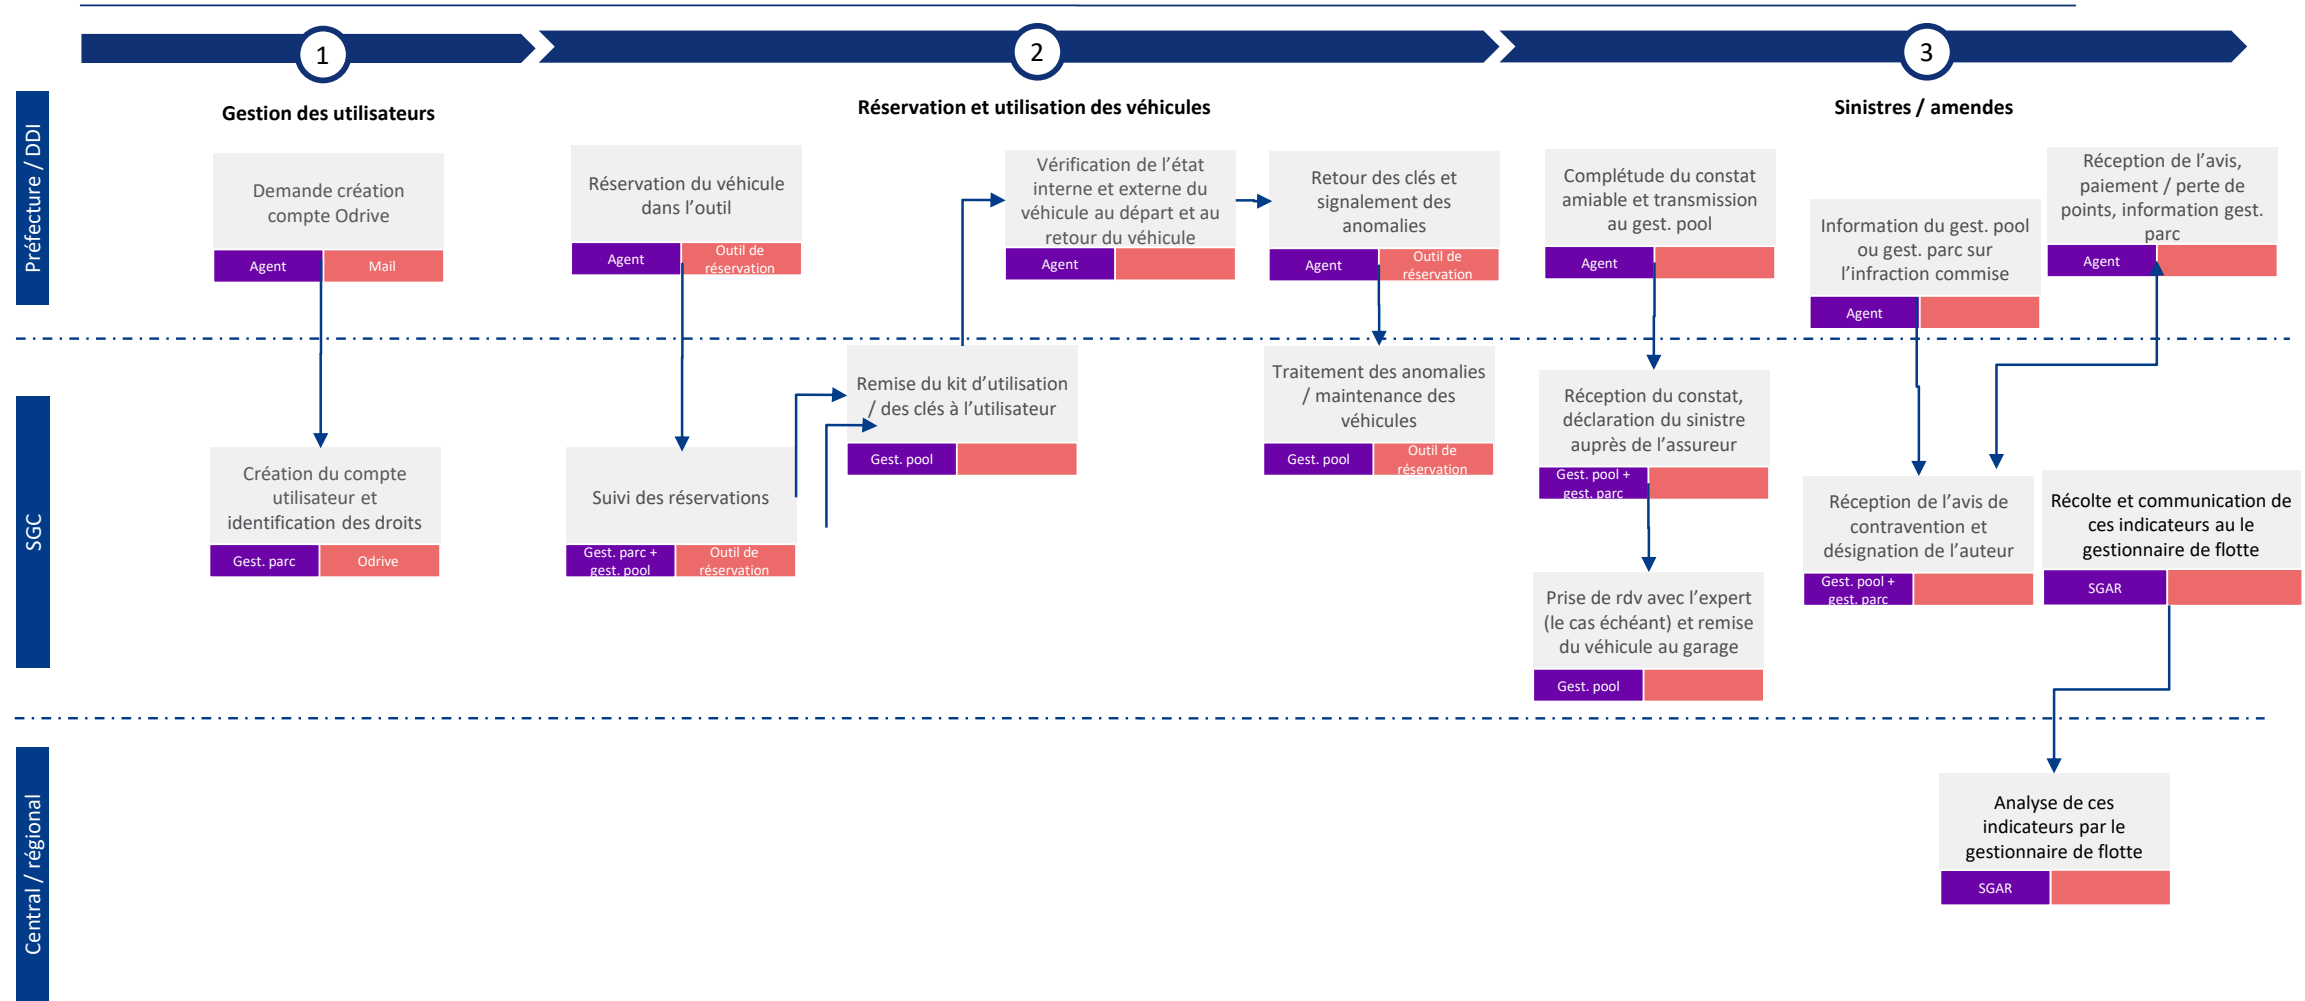 1
2
3
Gestion des utilisateurs
Réservation et utilisation des véhicules
Sinistres / amendes
Préfecture / DDI
Demande création
compte Odrive
Agent
Mail
Réservation du véhicule
dans l’outil
Agent
Outil de
réservation
Vérification de l’état
interne et externe du
véhicule au départ et au
retour du véhicule
Agent
Retour des clés et
signalement des
anomalies
Agent
Outil de
réservation
Complétude du constat
amiable et transmission
au gest. pool
Agent
Information du gest. pool
ou gest. parc sur
l’infraction commise
Agent
Réception de l’avis,
paiement / perte de
points, information gest.
parc
Agent
SGC
Création du compte
utilisateur et
identification des droits
Gest. parc
Odrive
Suivi des réservations
Gest. parc +
gest. pool
Outil de
réservation
Remise du kit d’utilisation
/ des clés à l’utilisateur
Gest. pool
Traitement des anomalies
/ maintenance des
véhicules
Gest. pool
Outil de
réservation
Réception du constat,
déclaration du sinistre
auprès de l’assureur
Gest. pool +
gest. parc
Prise de rdv avec l’expert
(le cas échéant) et remise
du véhicule au garage
Gest. pool
Réception de l’avis de
contravention et
désignation de l’auteur
Gest. pool +
gest. parc
Récolte et communication de
ces indicateurs au le
gestionnaire de flotte
SGAR
Central / régional
Analyse de ces
indicateurs par le
gestionnaire de flotte
SGAR